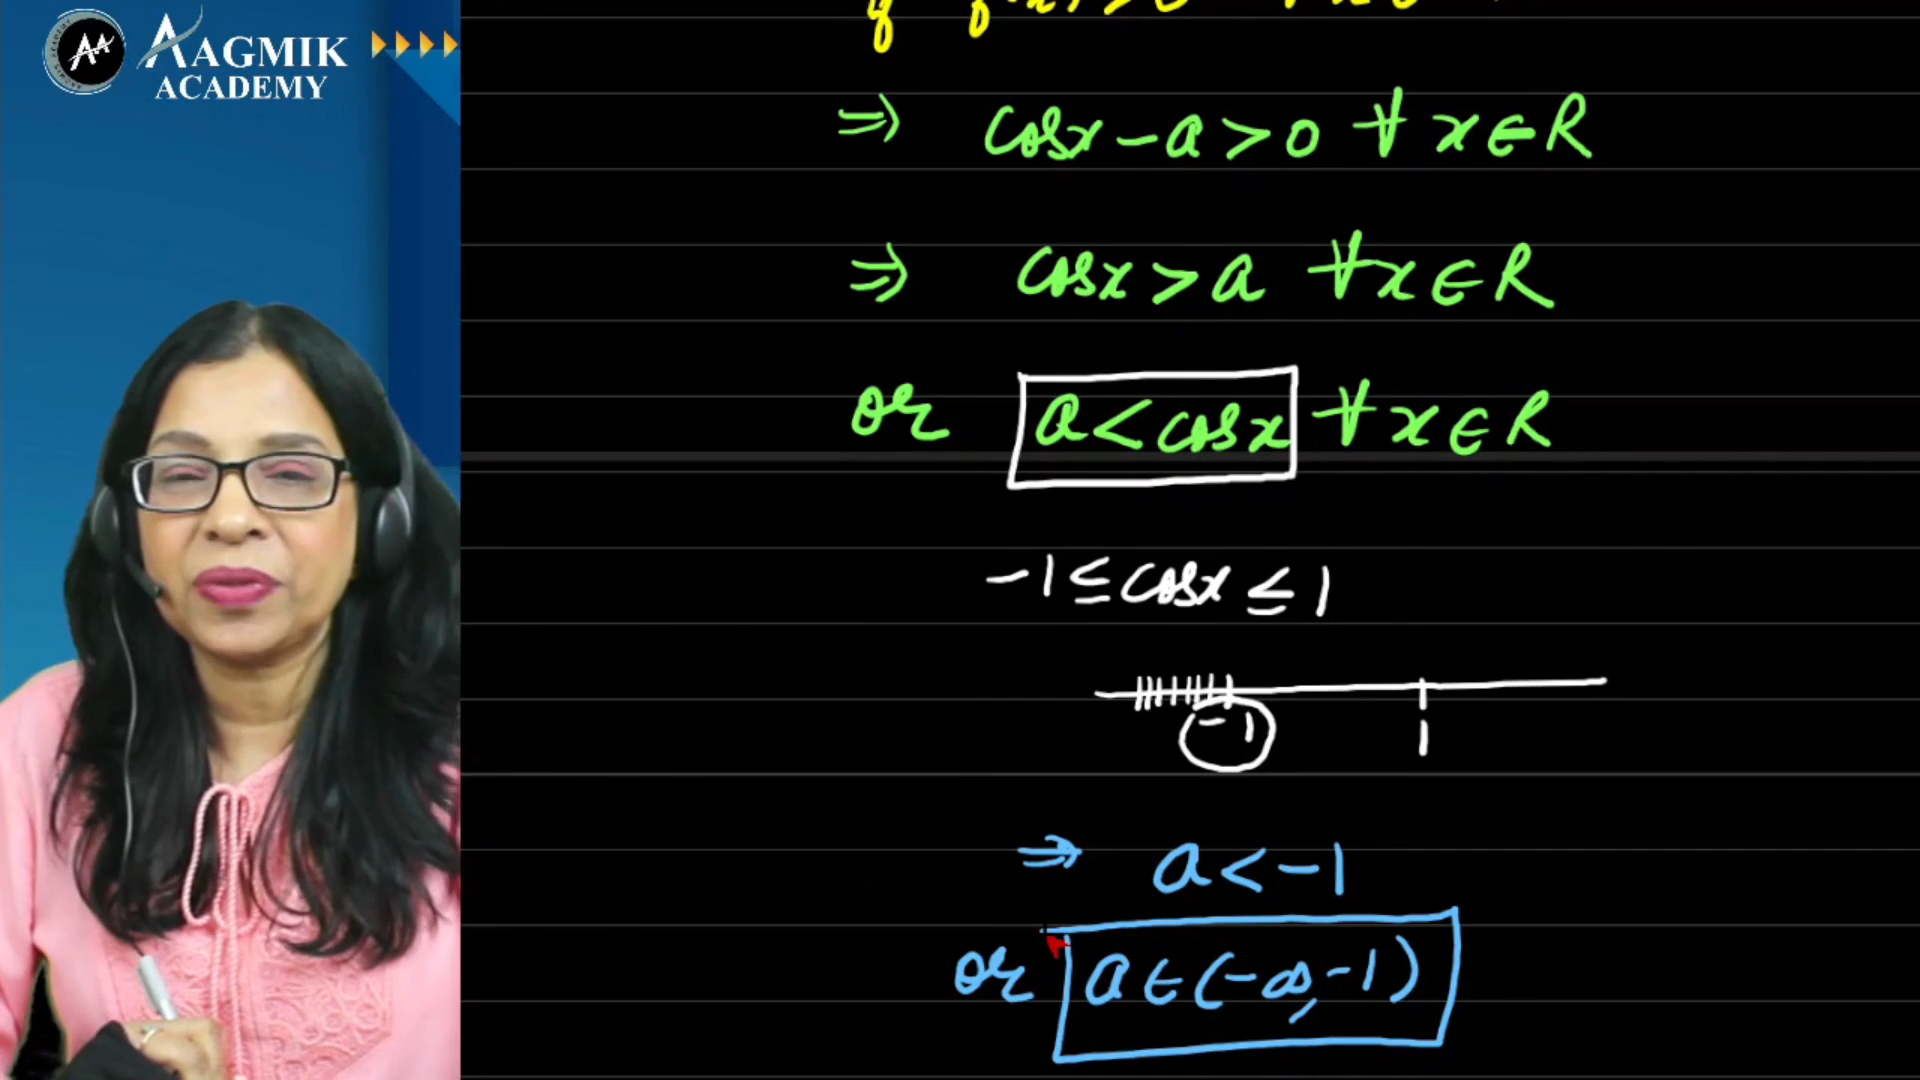 AAGMIK
ACADEMY
⇒ cosx - a > 0 ∀ x ∈ R
⇒ cosx > a ∀ x ∈ R
or a < cosx ∀ x ∈ R
-1 ≤ cosx ≤ 1
-1 1
⇒ a < -1
or a ∈ (-∞, -1)